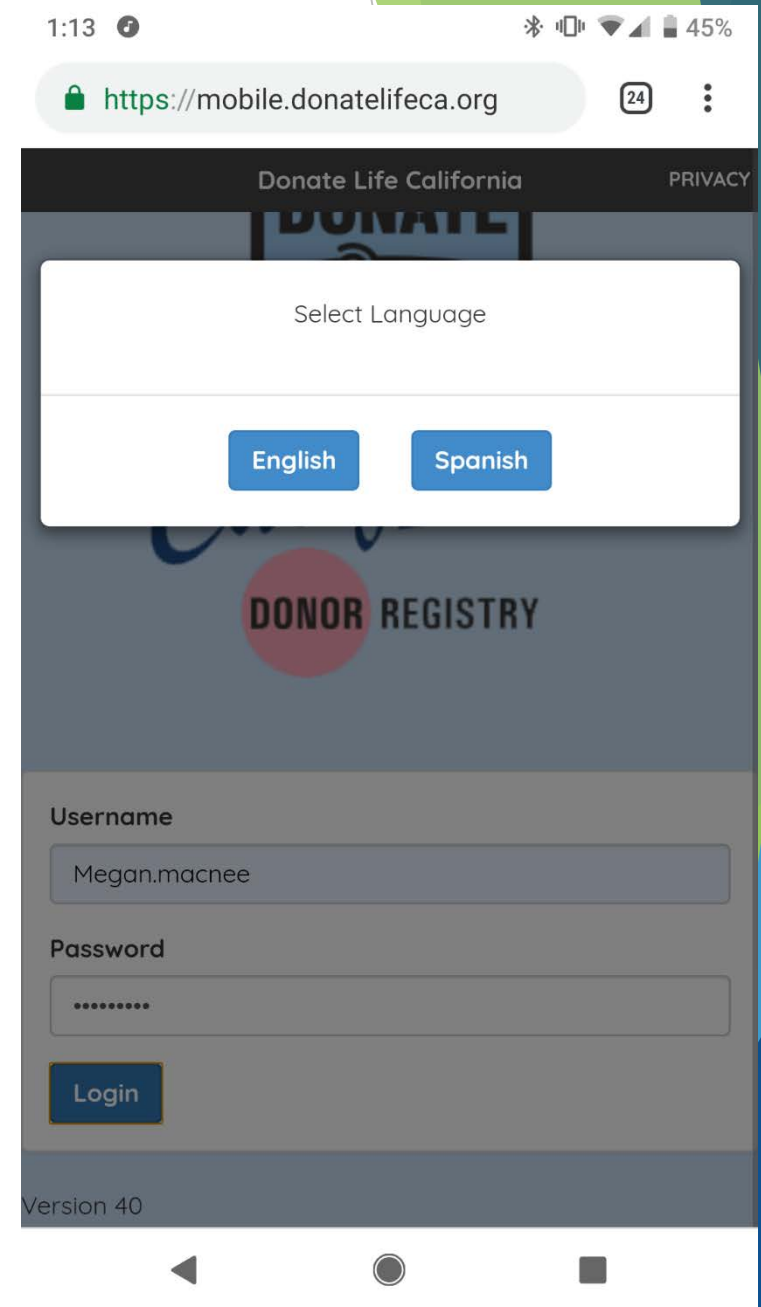 1:13 45%
https://mobile.donatelifeca.org 24
Donate Life California PRIVACY
DONATE
Select Language
English Spanish
DONOR REGISTRY
Username
Megan.macnee
Password
•••••••••
Login
Version 40